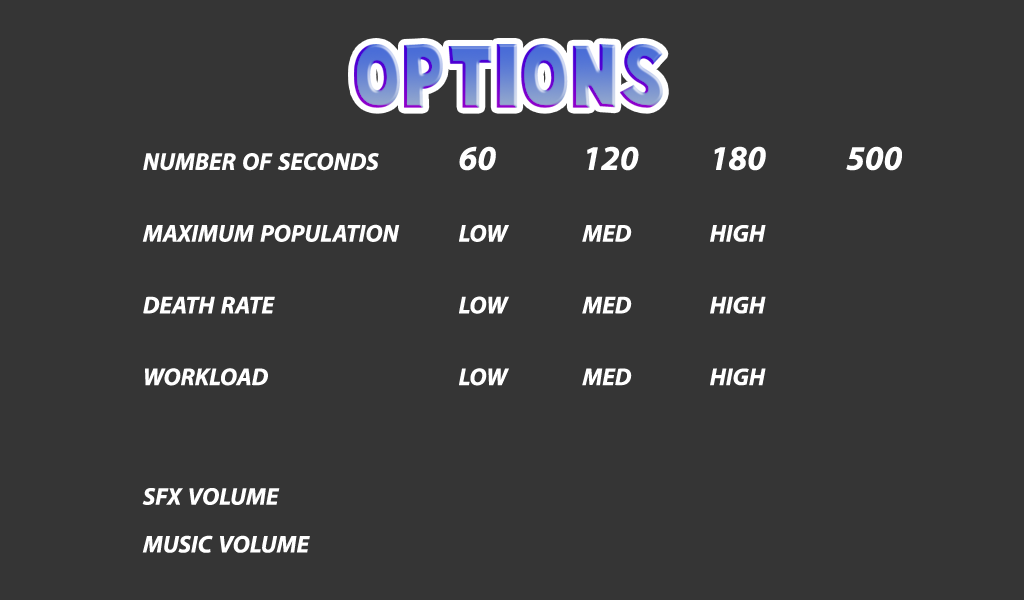 OPTIONS
NUMBER OF SECONDS 60 120 180 500
MAXIMUM POPULATION LOW MED HIGH
DEATH RATE LOW MED HIGH
WORKLOAD LOW MED HIGH
SFX VOLUME
MUSIC VOLUME